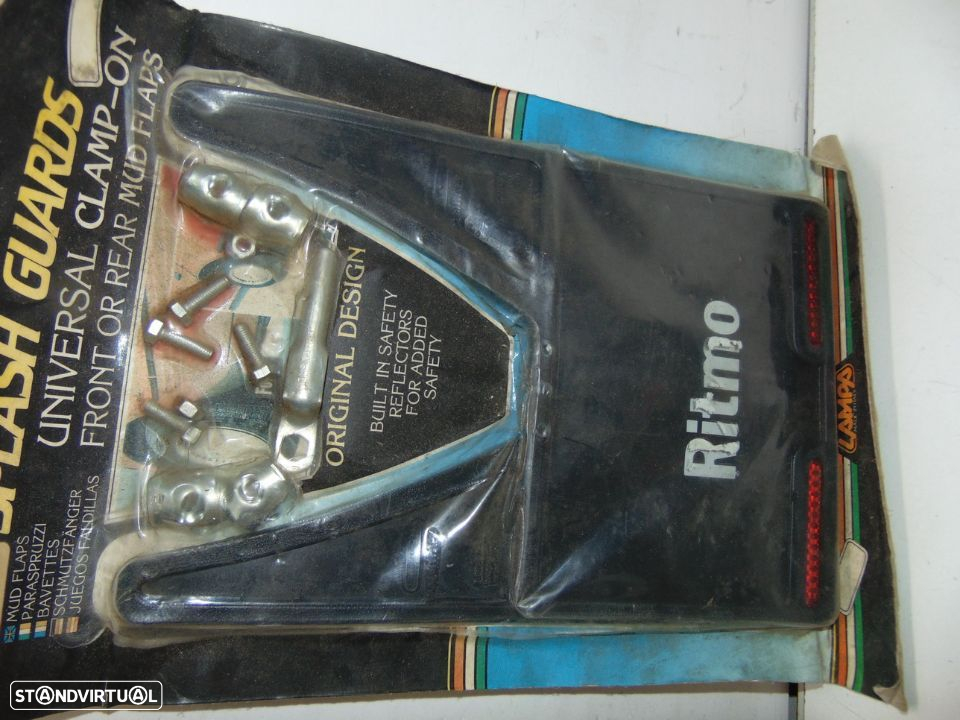 SPLASH GUARDS
UNIVERSAL CLAMP-ON
FRONT OR REAR MUD FLAPS
MUD FLAPS
PARASPRUZZI
BAVETTES
SCHMUTZFÄNGER
JUEGOS FALDILLAS
ORIGINAL DESIGN
BUILT IN SAFETY
REFLECTORS
FOR ADDED
SAFETY
Ritmo
LAMPA
STANDVIRTUAL